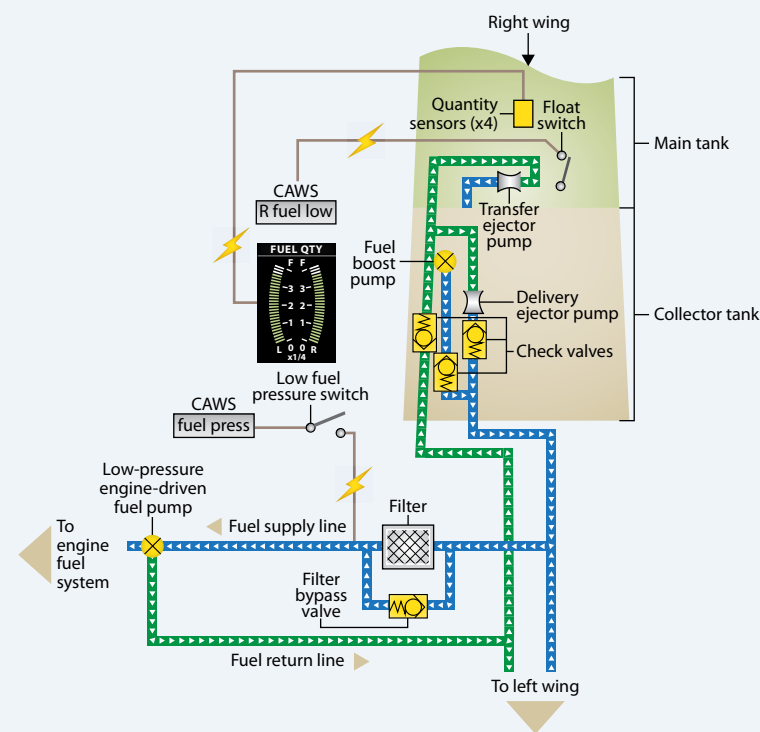 Right wing
Quantity
sensors (x4)
Float
switch
Main tank
CAWS
R fuel low
Transfer
ejector
pump
FUEL QTY
F F
3 3
2 2
1 1
L 0 0 R
x1/4
Fuel
boost
pump
Delivery
ejector pump
Collector tank
Check valves
Low fuel
pressure switch
CAWS
fuel press
Low-pressure
engine-driven
fuel pump
Filter
To
engine
fuel
system
Fuel supply line
Filter
bypass
valve
Fuel return line
To left wing